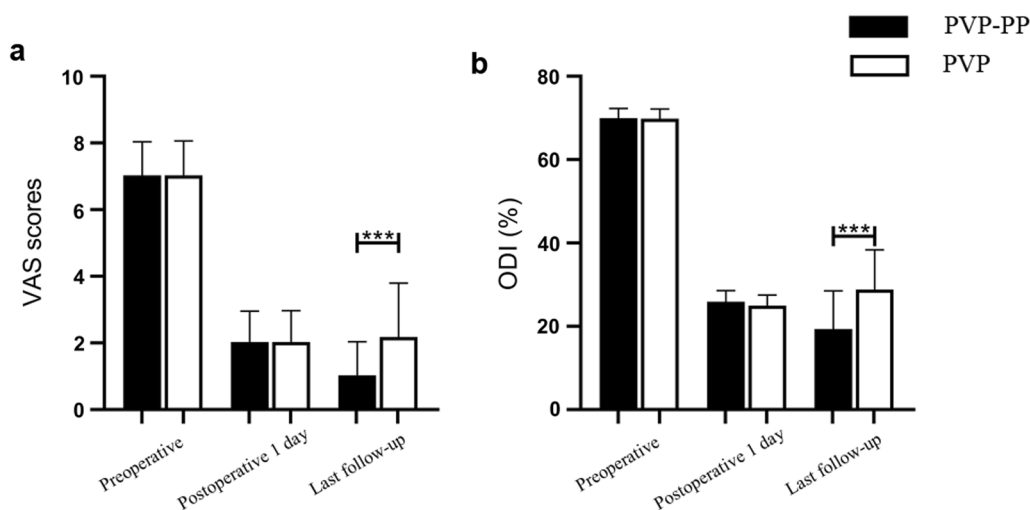 PVP-PP
PVP
a
VAS scores
10
8
6
4
2
0
***
Preoperative
Postoperative 1 day
Last follow-up
b
ODI (%)
80
60
40
20
0
***
Preoperative
Postoperative 1 day
Last follow-up